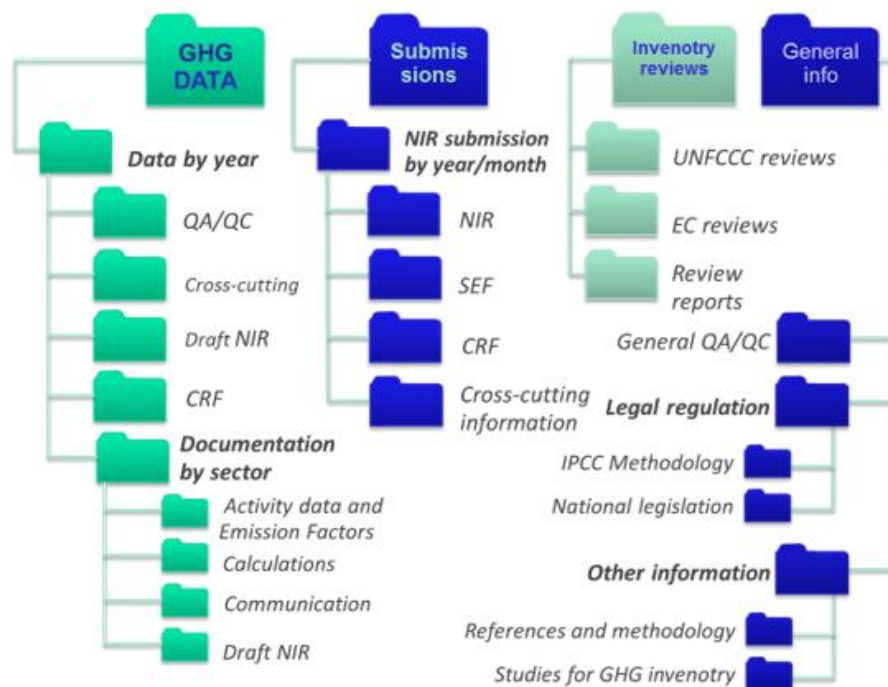 GHG
DATA
Submis
sions
Invenotry
reviews
General
info
Data by year
QA/QC
Cross-cutting
Draft NIR
CRF
Documentation
by sector
Activity data and
Emission Factors
Calculations
Communication
Draft NIR
NIR submission
by year/month
NIR
SEF
CRF
Cross-cutting
information
UNFCCC reviews
EC reviews
Review
reports
General QA/QC
Legal regulation
IPCC Methodology
National legislation
Other information
References and methodology
Studies for GHG invenotry